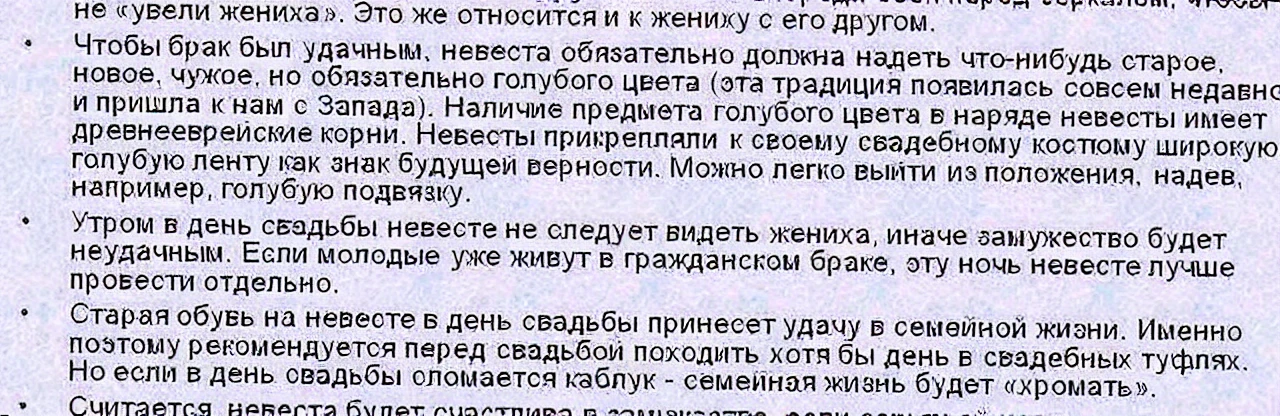 не «увели жениха». Это же относится и к жениху с его другом.
• Чтобы брак был удачным, невеста обязательно должна надеть что-нибудь старое,
новое, чужое, но обязательно голубого цвета (эта традиция появилась совсем недавно
и пришла к нам с Запада). Наличие предмета голубого цвета в наряде невесты имеет
древнееврейские корни. Невесты прикрепляли к своему свадебному костюму широкую
голубую ленту как знак будущей верности. Можно легко выйти из положения, надев,
например, голубую подвязку.
• Утром в день свадьбы невесте не следует видеть жениха, иначе замужество будет
неудачным. Если молодые уже живут в гражданском браке, эту ночь невесте лучше
провести отдельно.
• Старая обувь на невесте в день свадьбы принесет удачу в семейной жизни. Именно
поэтому рекомендуется перед свадьбой походить хотя бы день в свадебных туфлях.
Но если в день свадьбы сломается каблук - семейная жизнь будет «хромать».
• Считается, невеста будет счастлива в